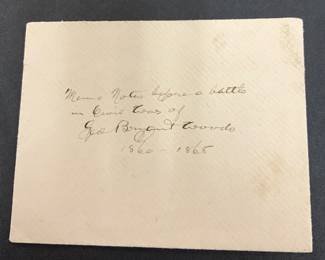 Memo Notes before a battle
in Civil War of
Geo Bryant Woods
1860 - 1865